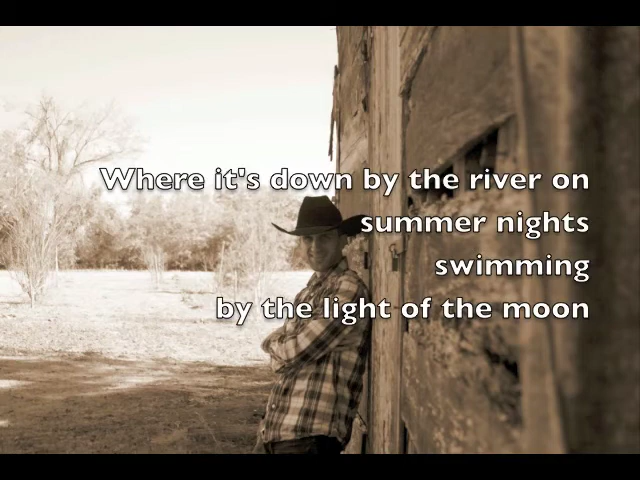 Where it's down by the river on
summer nights
swimming
by the light of the moon